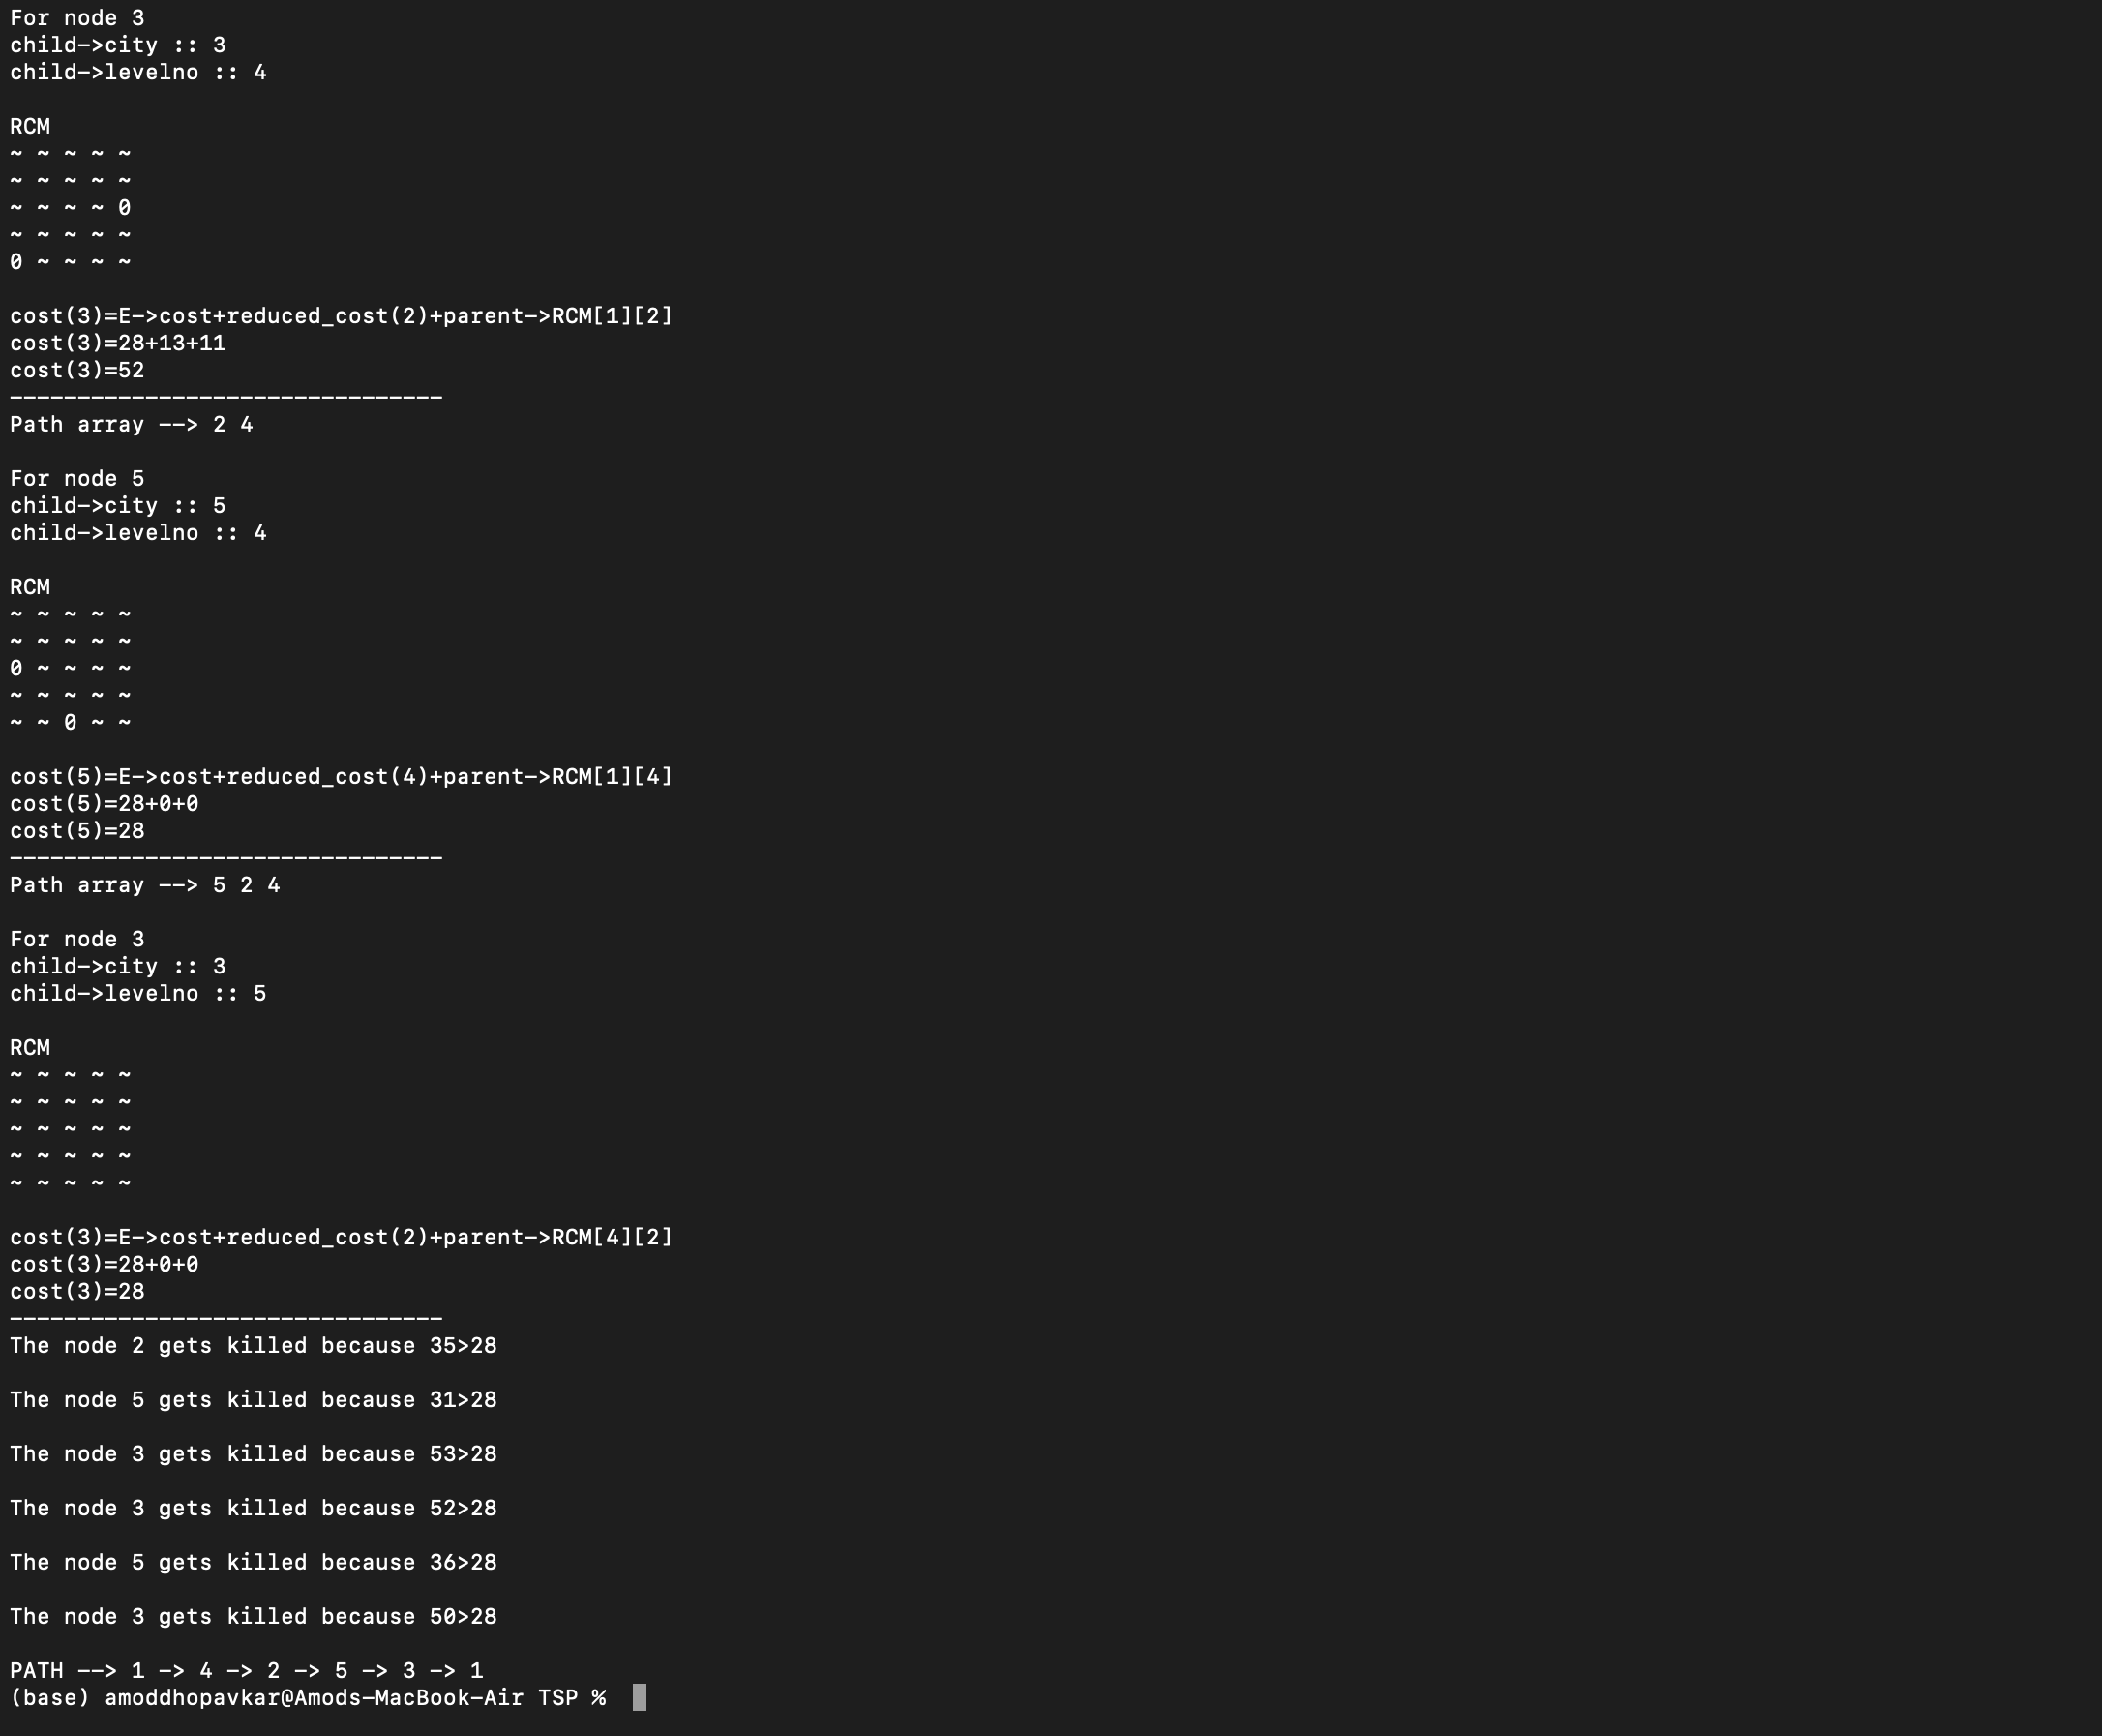 For node 3
child->city :: 3
child->levelno :: 4

RCM
~ ~ ~ ~ ~
~ ~ ~ ~ ~
~ ~ ~ ~ 0
~ ~ ~ ~ ~
0 ~ ~ ~ ~

cost(3)=E->cost+reduced_cost(2)+parent->RCM[1][2]
cost(3)=28+13+11
cost(3)=52
--------------------------------
Path array --> 2 4

For node 5
child->city :: 5
child->levelno :: 4

RCM
~ ~ ~ ~ ~
~ ~ ~ ~ ~
0 ~ ~ ~ ~
~ ~ ~ ~ ~
~ ~ 0 ~ ~

cost(5)=E->cost+reduced_cost(4)+parent->RCM[1][4]
cost(5)=28+0+0
cost(5)=28
--------------------------------
Path array --> 5 2 4

For node 3
child->city :: 3
child->levelno :: 5

RCM
~ ~ ~ ~ ~
~ ~ ~ ~ ~
~ ~ ~ ~ ~
~ ~ ~ ~ ~
~ ~ ~ ~ ~

cost(3)=E->cost+reduced_cost(2)+parent->RCM[4][2]
cost(3)=28+0+0
cost(3)=28
--------------------------------
The node 2 gets killed because 35>28

The node 5 gets killed because 31>28

The node 3 gets killed because 53>28

The node 3 gets killed because 52>28

The node 5 gets killed because 36>28

The node 3 gets killed because 50>28

PATH --> 1 -> 4 -> 2 -> 5 -> 3 -> 1
(base) amoddhopavkar@Amods-MacBook-Air TSP %